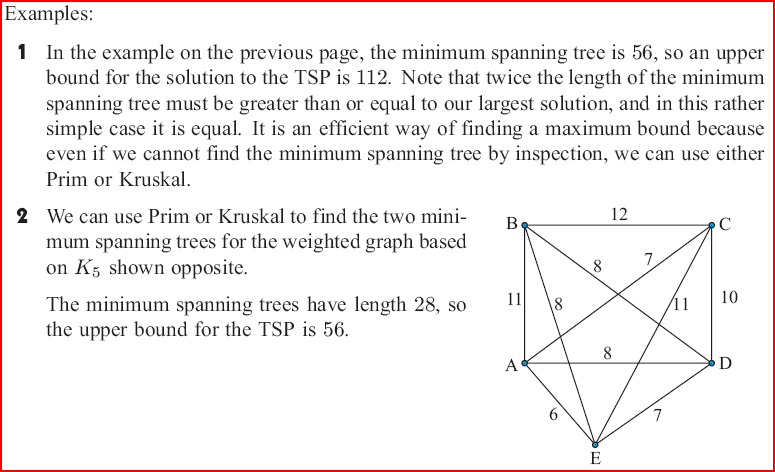 Examples:
1 In the example on the previous page, the minimum spanning tree is 56, so an upper
bound for the solution to the TSP is 112. Note that twice the length of the minimum
spanning tree must be greater than or equal to our largest solution, and in this rather
simple case it is equal. It is an efficient way of finding a maximum bound because
even if we cannot find the minimum spanning tree by inspection, we can use either
Prim or Kruskal.
2 We can use Prim or Kruskal to find the two mini-
mum spanning trees for the weighted graph based
on K₅ shown opposite.
The minimum spanning trees have length 28, so
the upper bound for the TSP is 56.
12
B
C
8
7
11
8
11
10
8
A
D
6
7
E